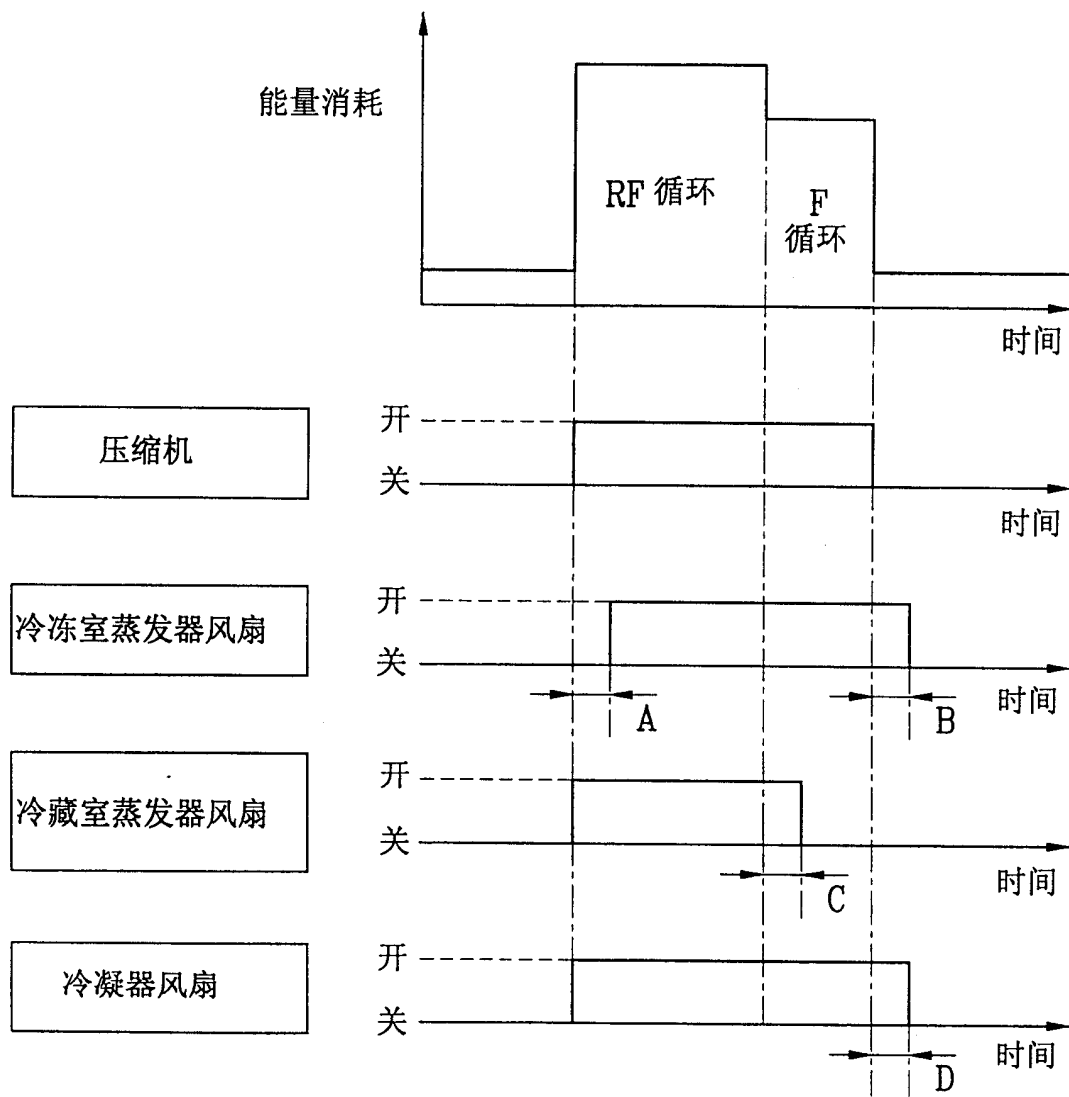 能量消耗
RF 循环
F
循环
时间
压缩机
开
关
时间
冷冻室蒸发器风扇
开
关
时间
A
B
冷藏室蒸发器风扇
开
关
时间
C
冷凝器风扇
开
关
时间
D